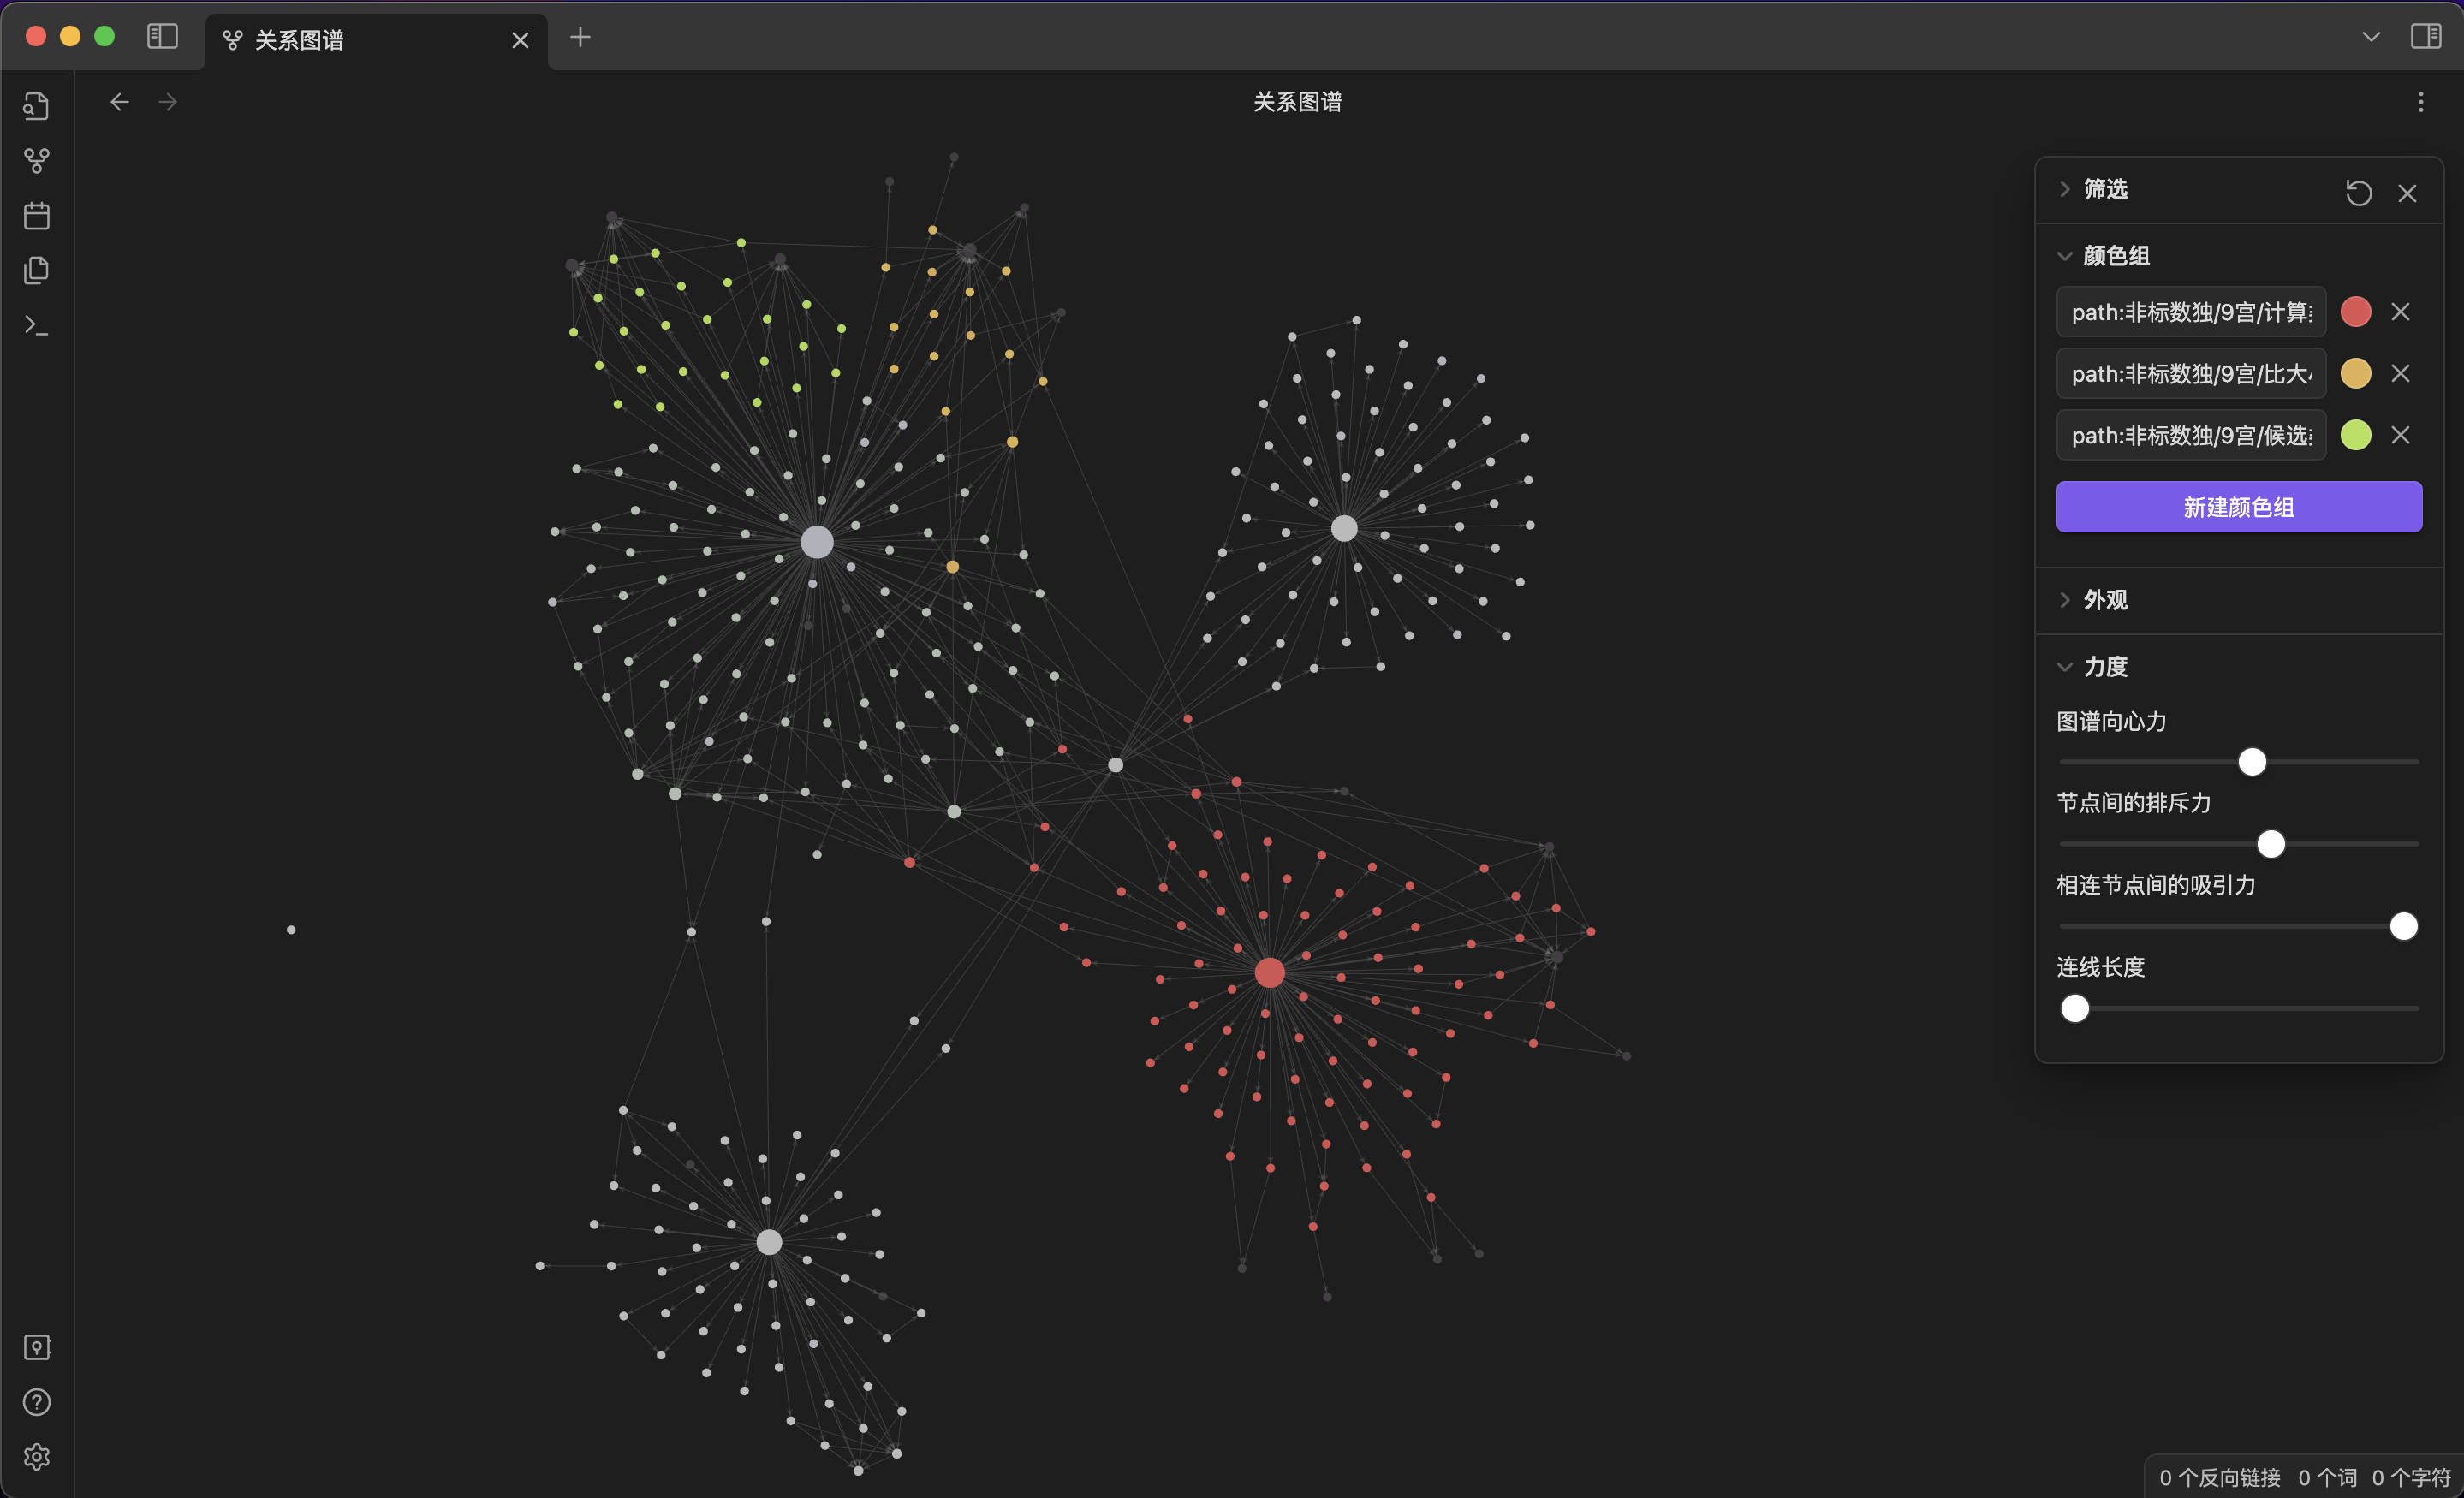 关系图谱
关系图谱
筛选
颜色组
path:非标数独/9宫/计算
path:非标数独/9宫/比大
path:非标数独/9宫/候选
新建颜色组
外观
力度
图谱向心力
节点间的排斥力
相连节点间的吸引力
连线长度
0 个反向链接 0 个词 0 个字符